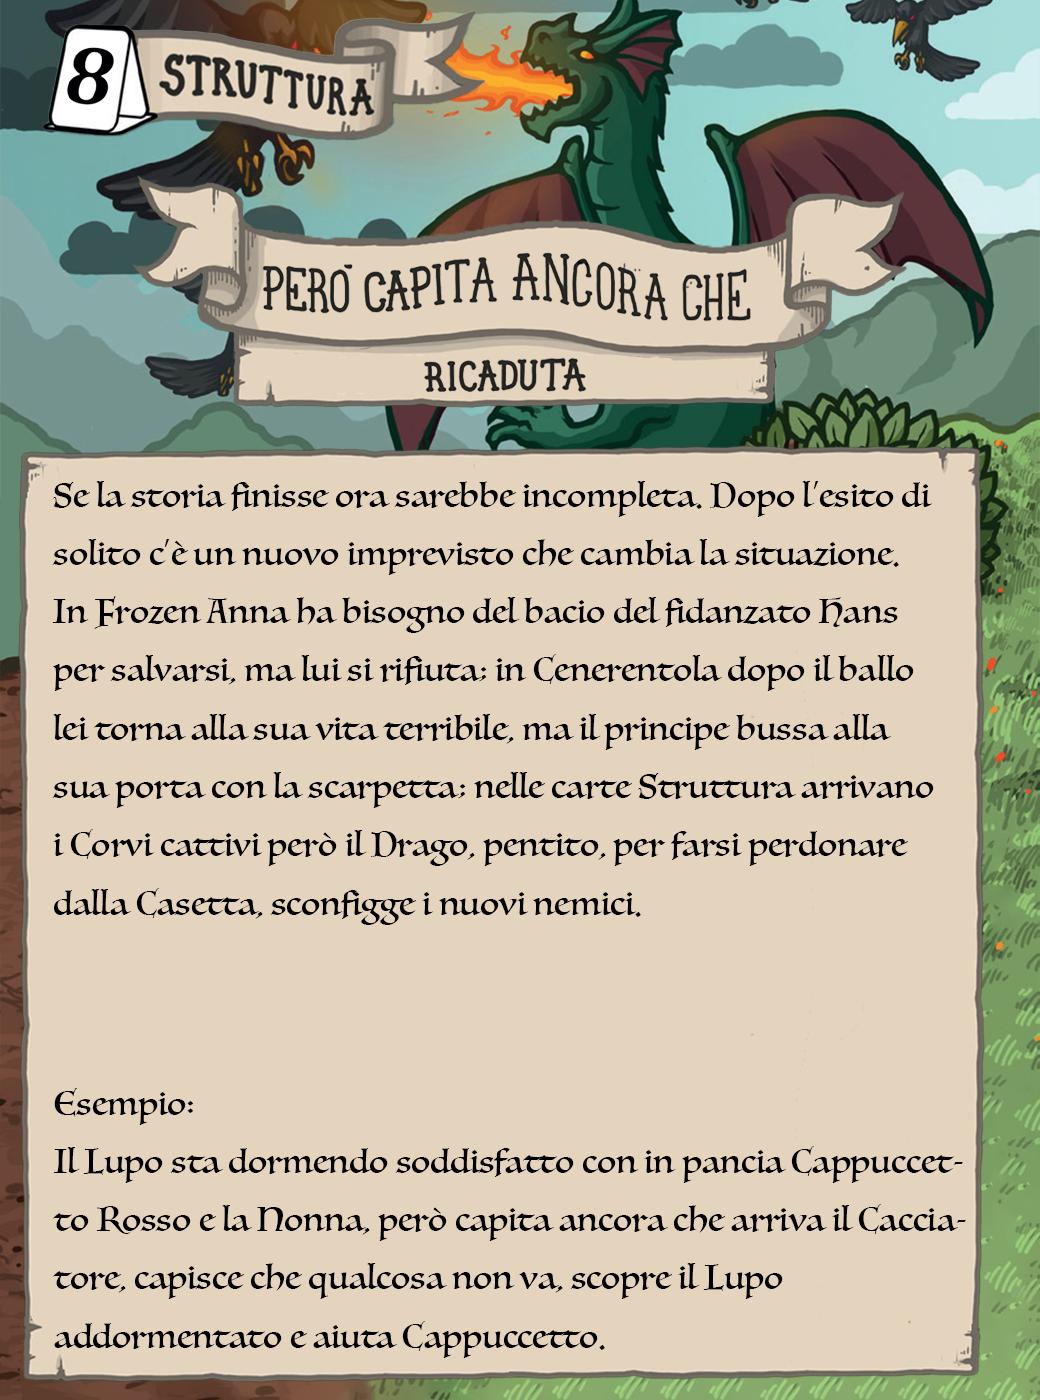 8
STRUTTURA
PERÒ CAPITA ANCORA CHE
RICADUTA
Se la storia finisse ora sarebbe incompleta. Dopo l'esito di
solito c'è un nuovo imprevisto che cambia la situazione.
In Frozen Anna ha bisogno del bacio del fidanzato Hans
per salvarsi, ma lui si rifiuta; in Cenerentola dopo il ballo
lei torna alla sua vita terribile, ma il principe bussa alla
sua porta con la scarpetta; nelle carte Struttura arrivano
i Corvi cattivi però il Drago, pentito, per farsi perdonare
dalla Casetta, sconfigge i nuovi nemici.
Esempio:
Il Lupo sta dormendo soddisfatto con in pancia Cappuccet-
to Rosso e la Nonna, però capita ancora che arriva il Caccia-
tore, capisce che qualcosa non va, scopre il Lupo
addormentato e aiuta Cappuccetto.